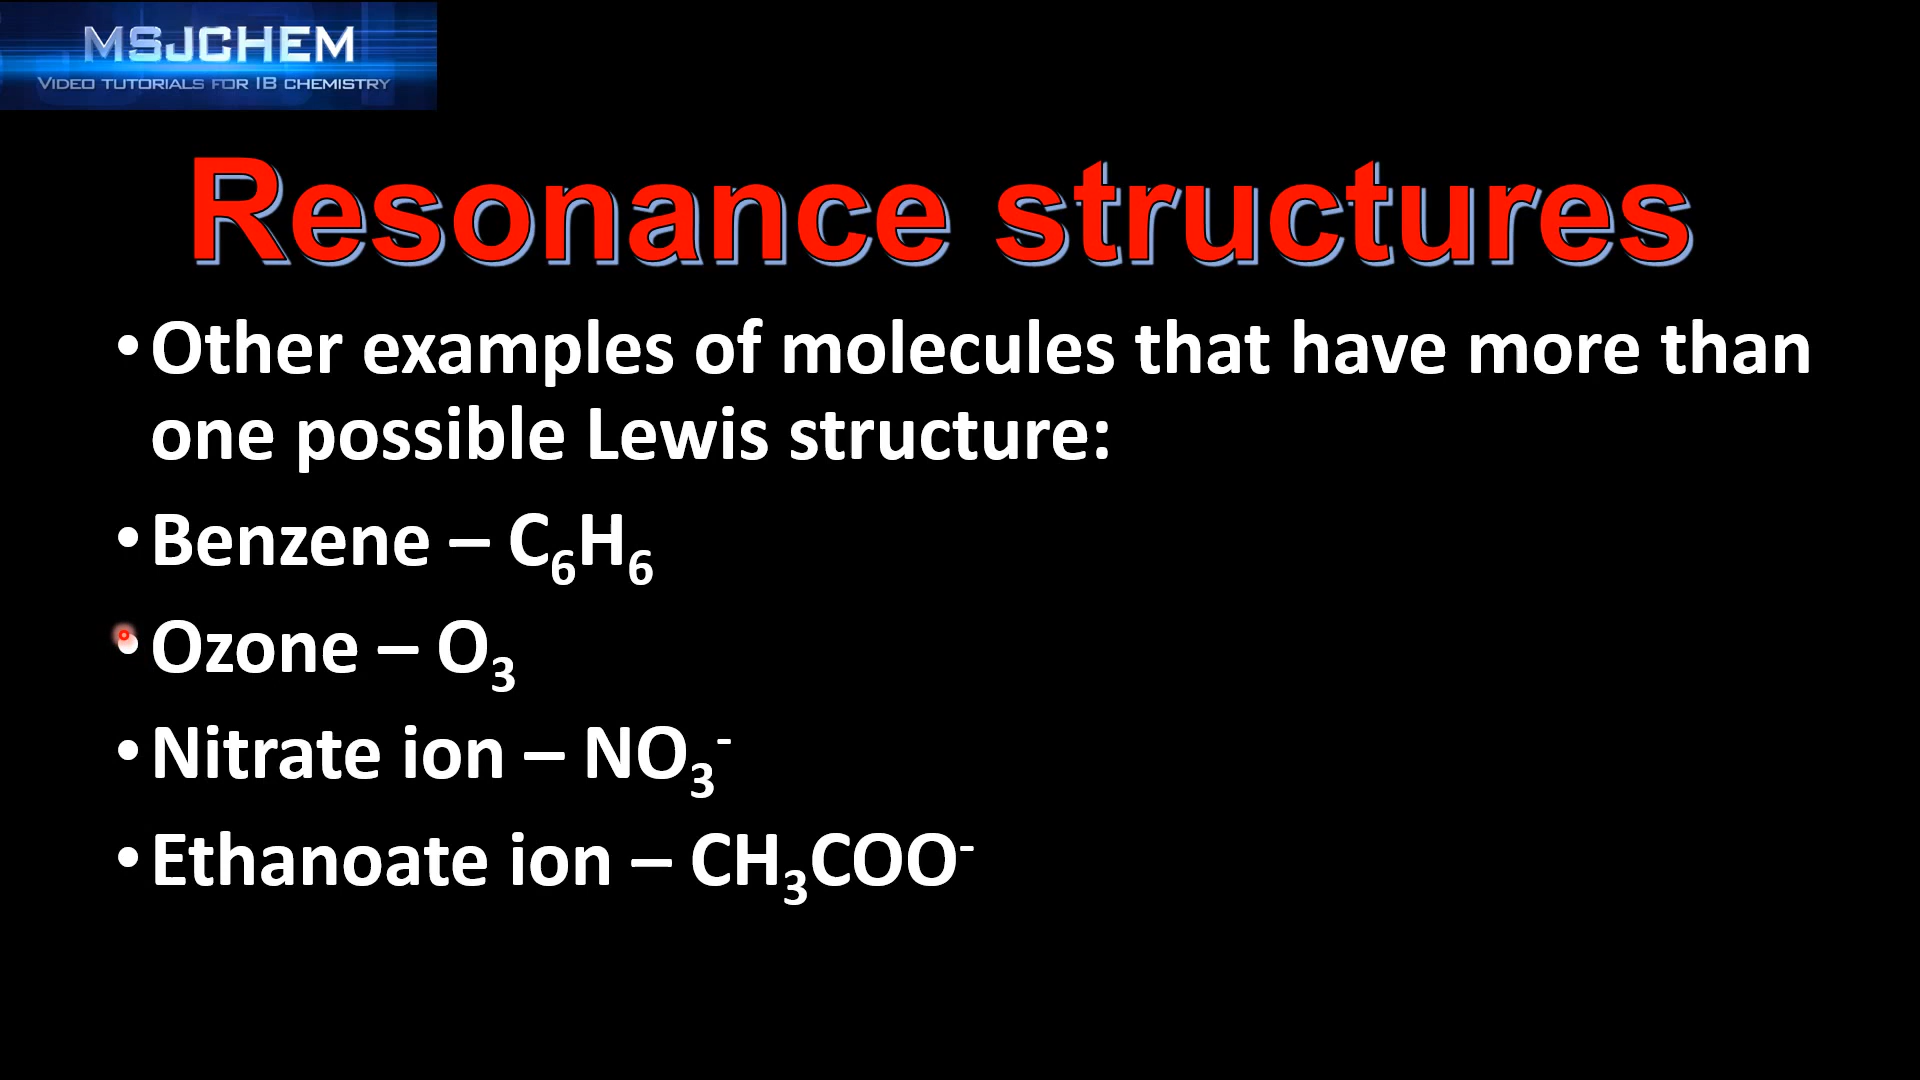 MSJCHEM
VIDEO TUTORIALS FOR IB CHEMISTRY
Resonance structures
•Other examples of molecules that have more than
one possible Lewis structure:
•Benzene – C₆H₆
•Ozone – O₃
•Nitrate ion – NO₃⁻
•Ethanoate ion – CH₃COO⁻